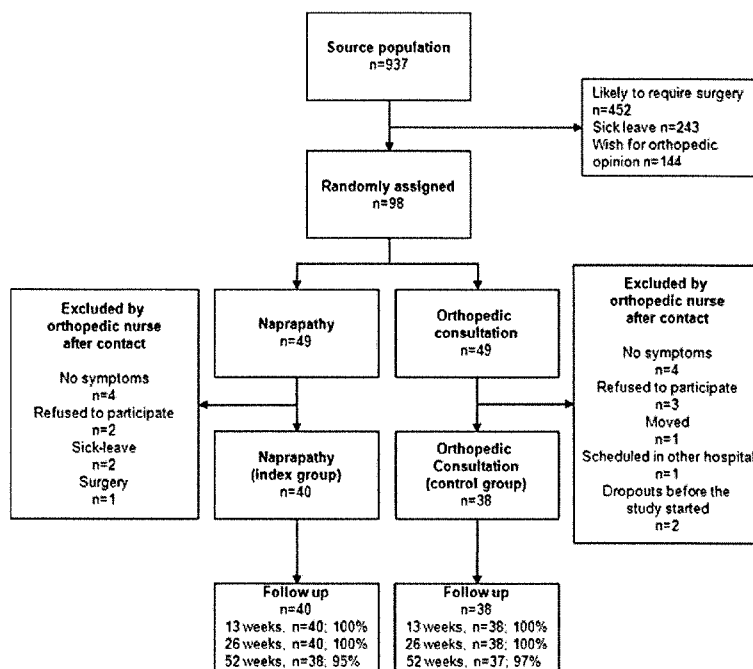 Source population
n=937
Likely to require surgery
n=452
Sick leave n=243
Wish for orthopedic
opinion n=144
Randomly assigned
n=98
Excluded by
orthopedic nurse
after contact
No symptoms
n=4
Refused to participate
n=2
Sick-leave
n=2
Surgery
n=1
Naprapathy
n=49
Orthopedic
consultation
n=49
Excluded by
orthopedic nurse
after contact
No symptoms
n=4
Refused to participate
n=3
Moved
n=1
Scheduled in other hospital
n=1
Dropouts before the
study started
n=2
Naprapathy
(index group)
n=40
Orthopedic
Consultation
(control group)
n=38
Follow up
n=40
13 weeks, n=40; 100%
26 weeks, n=40; 100%
52 weeks, n=38; 95%
Follow up
n=38
13 weeks, n=38; 100%
26 weeks, n=38; 100%
52 weeks, n=37; 97%